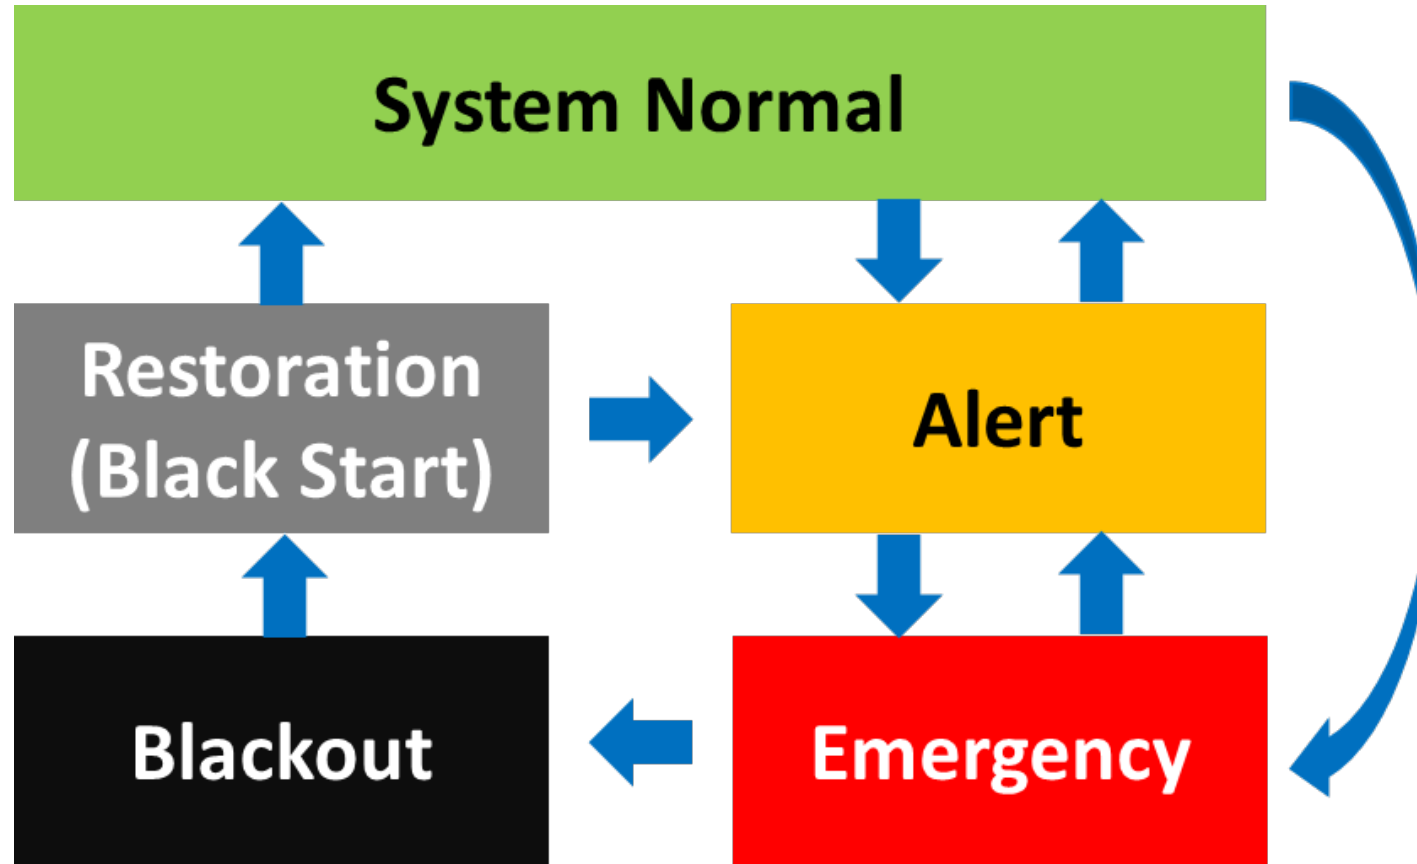 System Normal
Restoration
(Black Start)
Alert
Blackout
Emergency